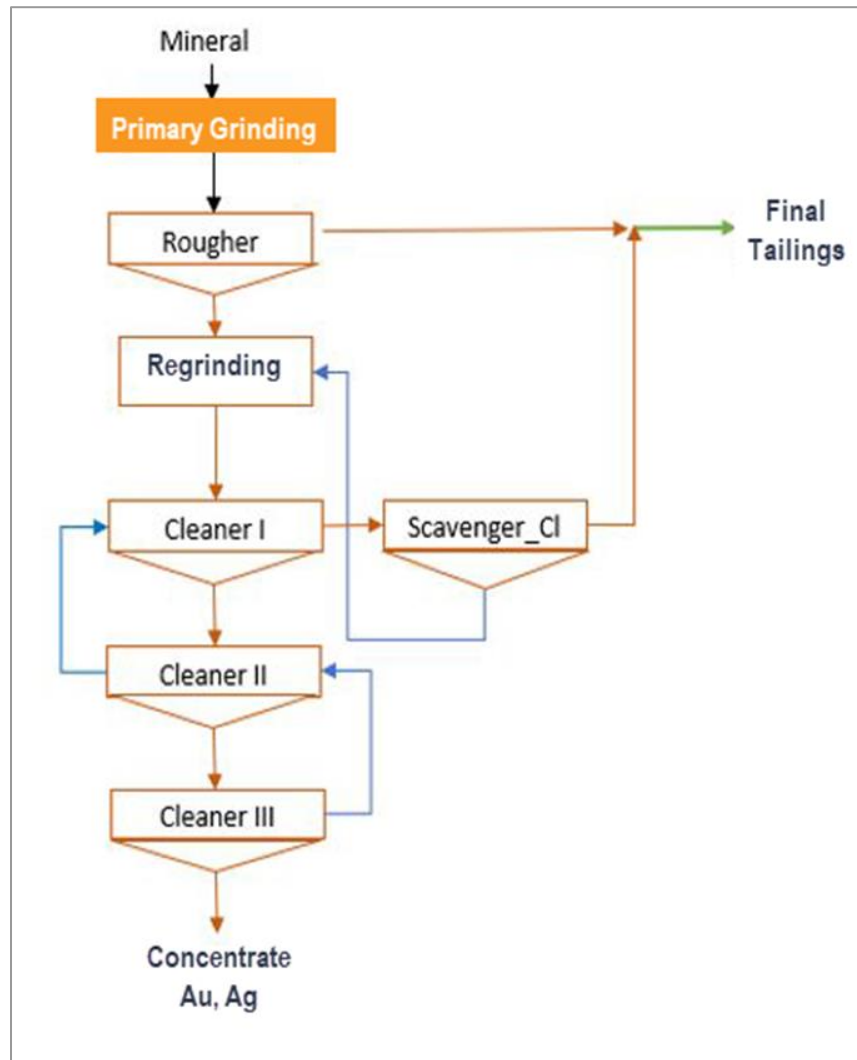 Mineral
Primary Grinding
Rougher
Final
Tailings
Regrinding
Cleaner I
Scavenger_Cl
Cleaner II
Cleaner III
Concentrate
Au, Ag